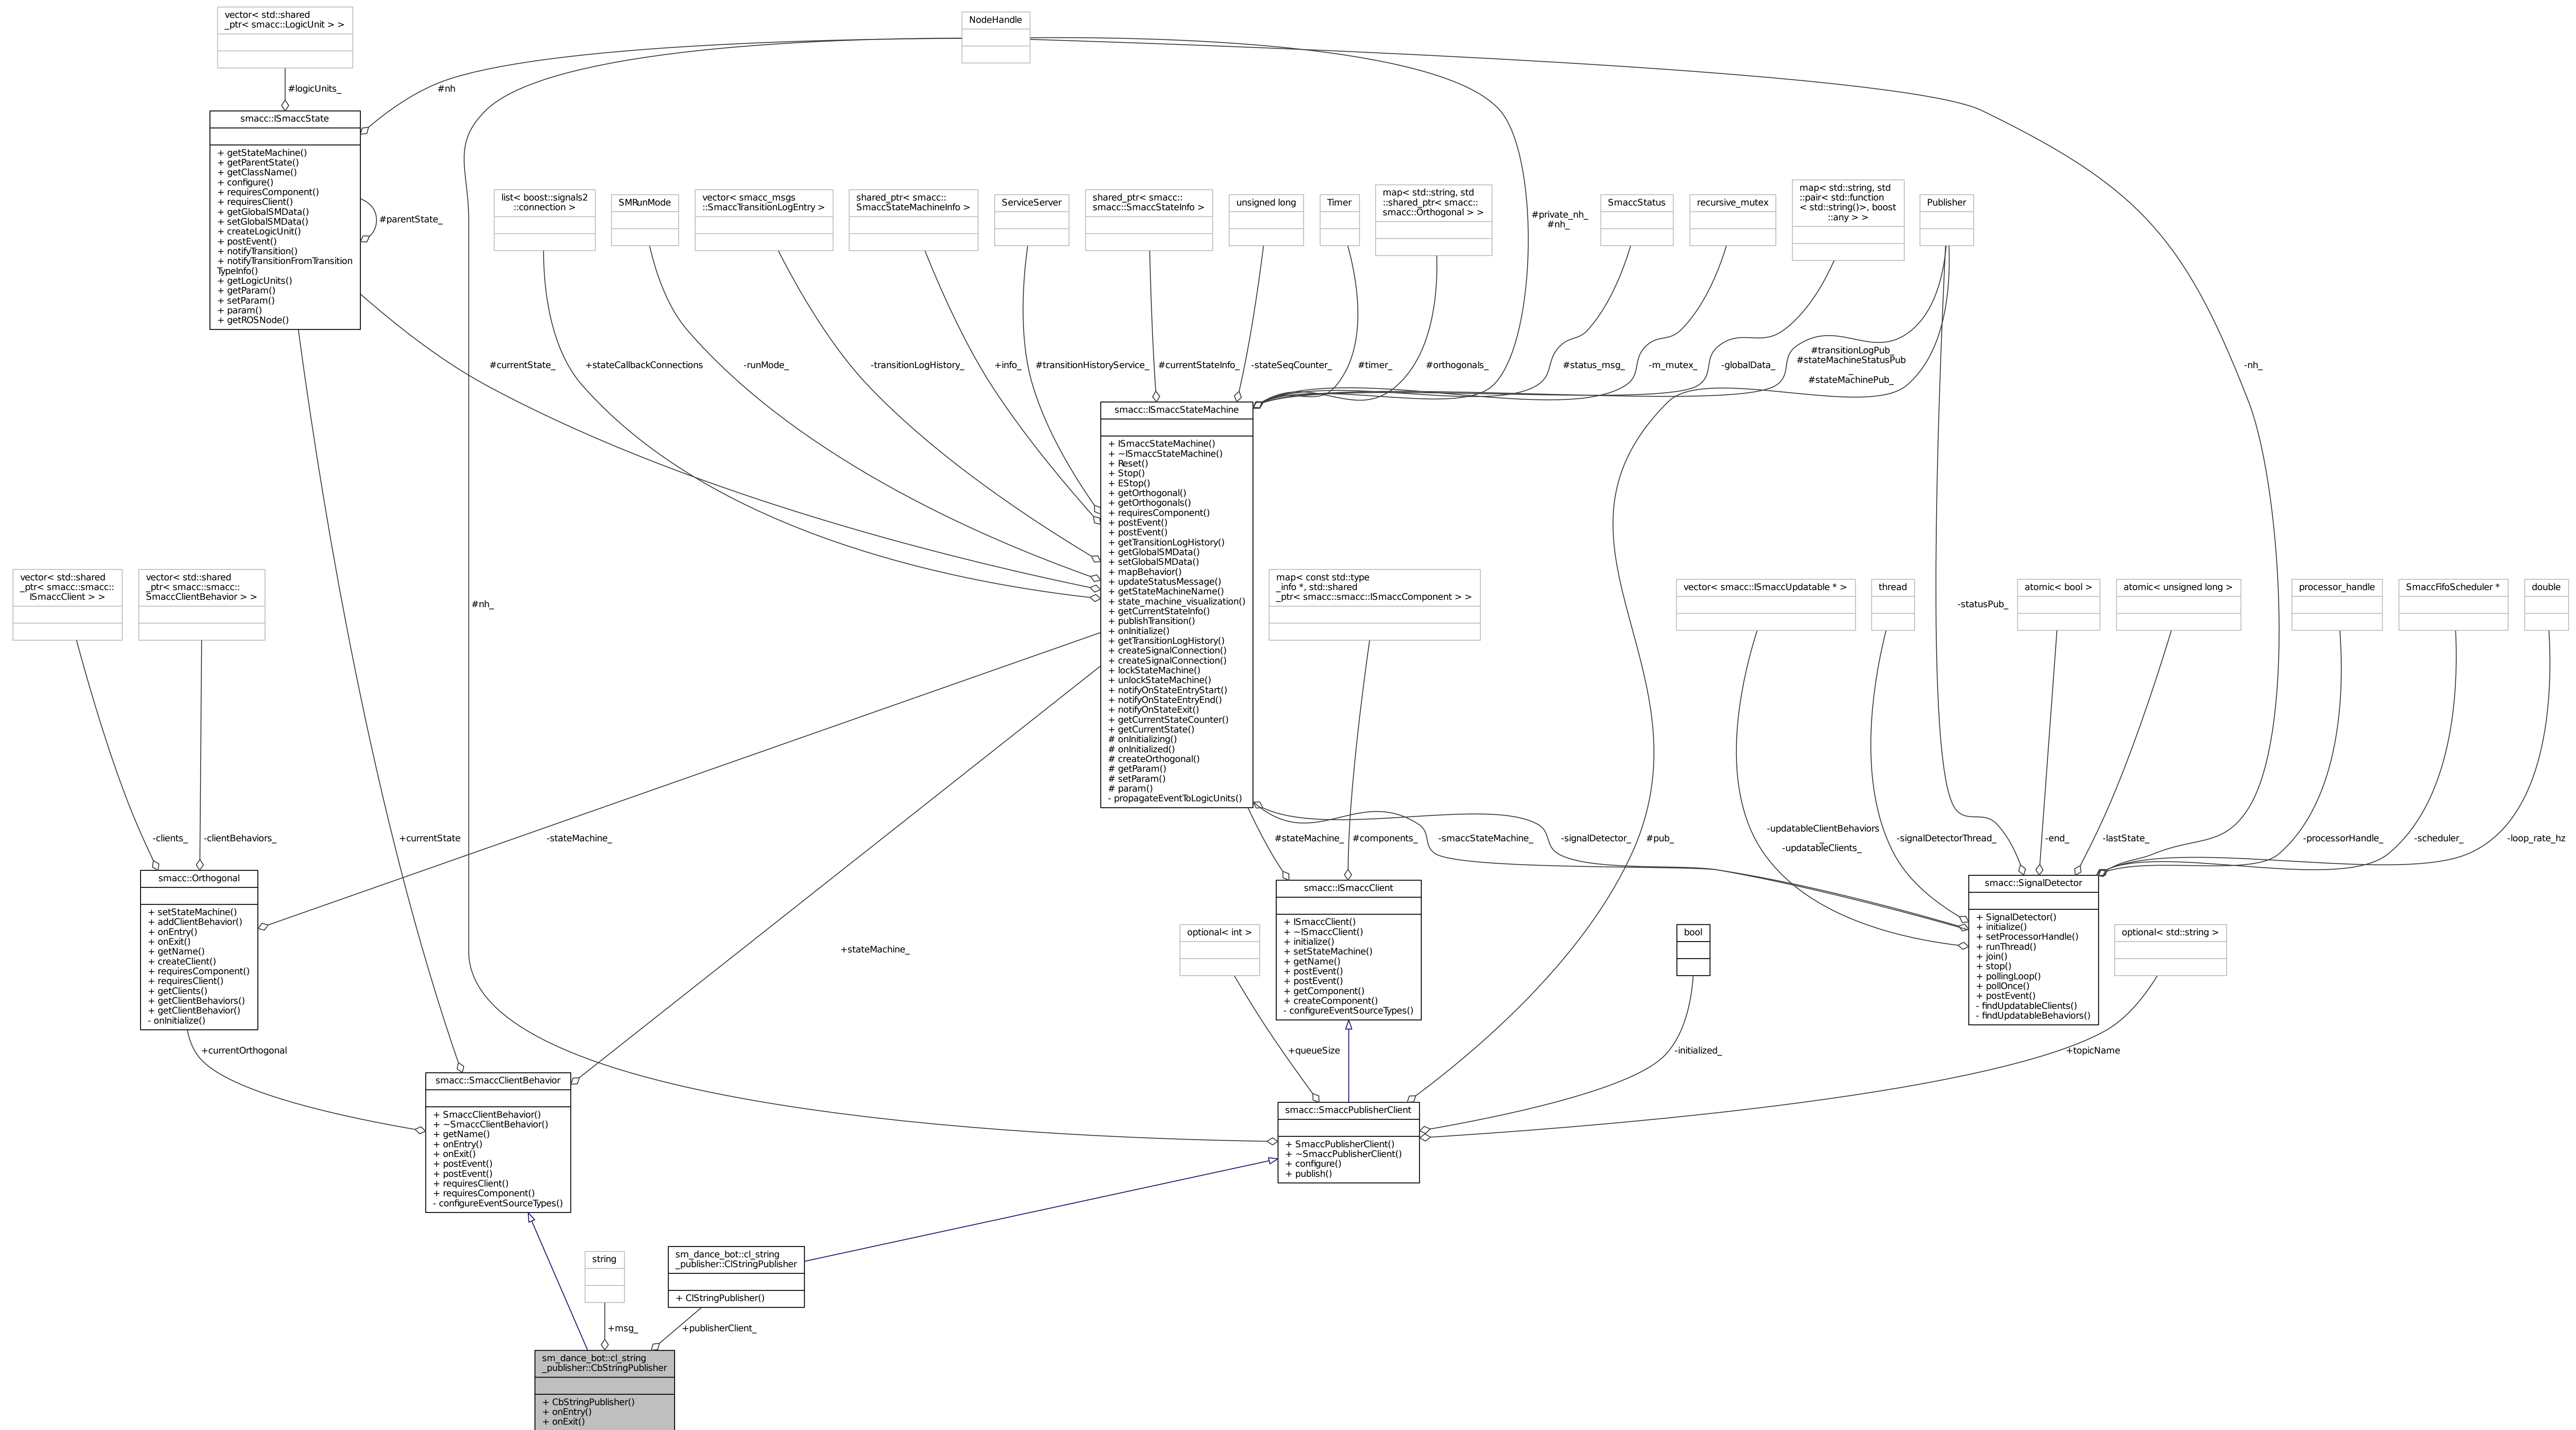 vector< std::shared
_ptr< smacc::LogicUnit > >
NodeHandle
#logicUnits_
#nh
smacc::ISmaccState
+ getStateMachine()
+ getParentState()
+ getClassName()
+ configure()
+ requiresComponent()
+ requiresClient()
+ getGlobalSMData()
+ setGlobalSMData()
+ createLogicUnit()
+ postEvent()
+ notifyTransition()
+ notifyTransitionFromTransition
TypeInfo()
+ getLogicUnits()
+ getParam()
+ setParam()
+ param()
+ getROSNode()
#parentState_
list< boost::signals2
::connection >
SMRunMode
vector< smacc_msgs
::SmaccTransitionLogEntry >
shared_ptr< smacc::
SmaccStateMachineInfo >
ServiceServer
shared_ptr< smacc::
smacc::SmaccStateInfo >
unsigned long
Timer
map< std::string, std
::shared_ptr< smacc::
smacc::Orthogonal > >
#private_nh_
#nh_
SmaccStatus
recursive_mutex
map< std::string, std
::pair< std::function
< std::string()>, boost
::any > >
Publisher
#currentState_
+stateCallbackConnections
-runMode_
-transitionLogHistory_
+info_
#transitionHistoryService_
#currentStateInfo_
-stateSeqCounter_
#timer_
#orthogonals_
#status_msg_
-m_mutex_
-globalData_
#transitionLogPub_
#stateMachineStatusPub
_
#stateMachinePub_
-nh_
smacc::ISmaccStateMachine
+ ISmaccStateMachine()
+ ~ISmaccStateMachine()
+ Reset()
+ Stop()
+ EStop()
+ getOrthogonal()
+ getOrthogonals()
+ requiresComponent()
+ postEvent()
+ postEvent()
+ getTransitionLogHistory()
+ getGlobalSMData()
+ setGlobalSMData()
+ mapBehavior()
+ updateStatusMessage()
+ getStateMachineName()
+ state_machine_visualization()
+ getCurrentStateInfo()
+ publishTransition()
+ onInitialize()
+ getTransitionLogHistory()
+ createSignalConnection()
+ createSignalConnection()
+ lockStateMachine()
+ unlockStateMachine()
+ notifyOnStateEntryStart()
+ notifyOnStateEntryEnd()
+ notifyOnStateExit()
+ getCurrentStateCounter()
+ getCurrentState()
# onInitializing()
# onInitialized()
# createOrthogonal()
# getParam()
# setParam()
# param()
- propagateEventToLogicUnits()
vector< std::shared
_ptr< smacc::smacc::
ISmaccClient > >
vector< std::shared
_ptr< smacc::smacc::
SmaccClientBehavior > >
#nh_
map< const std::type
_info *, std::shared
_ptr< smacc::smacc::ISmaccComponent > >
vector< smacc::ISmaccUpdatable * >
thread
-statusPub_
atomic< bool >
atomic< unsigned long >
processor_handle
SmaccFifoScheduler *
double
-clients_
-clientBehaviors_
+currentState
-stateMachine_
#stateMachine_
#components_
-smaccStateMachine_
-signalDetector_
#pub_
-updatableClientBehaviors
_
-updatableClients_
-signalDetectorThread_
-end_
-lastState_
-processorHandle_
-scheduler_
-loop_rate_hz
smacc::Orthogonal
+ setStateMachine()
+ addClientBehavior()
+ onEntry()
+ onExit()
+ getName()
+ createClient()
+ requiresComponent()
+ requiresClient()
+ getClients()
+ getClientBehaviors()
+ getClientBehavior()
- onInitialize()
+stateMachine_
optional< int >
smacc::ISmaccClient
+ ISmaccClient()
+ ~ISmaccClient()
+ initialize()
+ setStateMachine()
+ getName()
+ postEvent()
+ postEvent()
+ getComponent()
+ createComponent()
- configureEventSourceTypes()
bool
smacc::SignalDetector
+ SignalDetector()
+ initialize()
+ setProcessorHandle()
+ runThread()
+ join()
+ stop()
+ pollingLoop()
+ pollOnce()
+ postEvent()
- findUpdatableClients()
- findUpdatableBehaviors()
optional< std::string >
+currentOrthogonal
+queueSize
-initialized_
+topicName
smacc::SmaccClientBehavior
+ SmaccClientBehavior()
+ ~SmaccClientBehavior()
+ getName()
+ onEntry()
+ onExit()
+ postEvent()
+ postEvent()
+ requiresClient()
+ requiresComponent()
- configureEventSourceTypes()
smacc::SmaccPublisherClient
+ SmaccPublisherClient()
+ ~SmaccPublisherClient()
+ configure()
+ publish()
string
sm_dance_bot::cl_string
_publisher::ClStringPublisher
+ ClStringPublisher()
+msg_
+publisherClient_
sm_dance_bot::cl_string
_publisher::CbStringPublisher
+ CbStringPublisher()
+ onEntry()
+ onExit()